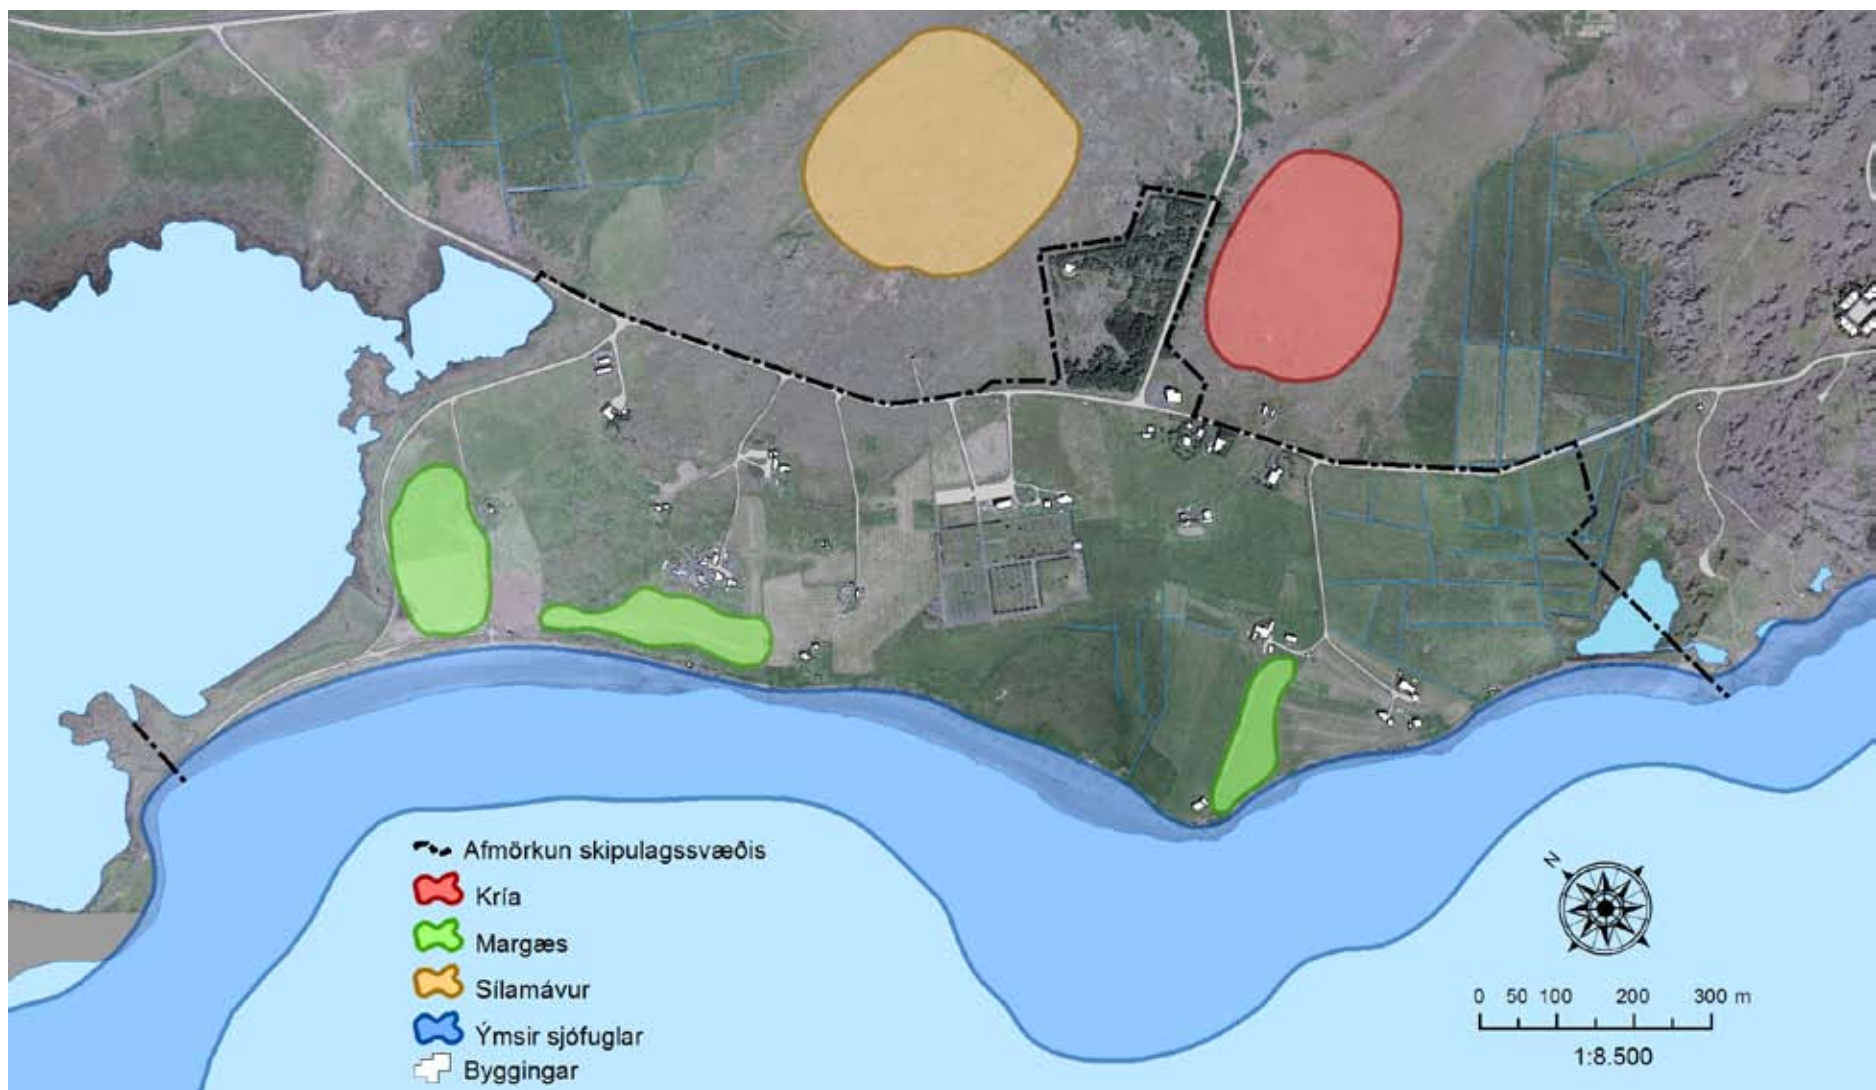 Afmörkun skipulagssvæðis
Kría
Margæs
Sílamávur
Ýmsir sjófuglar
Byggingar
N
0 50 100 200 300 m
1:8.500